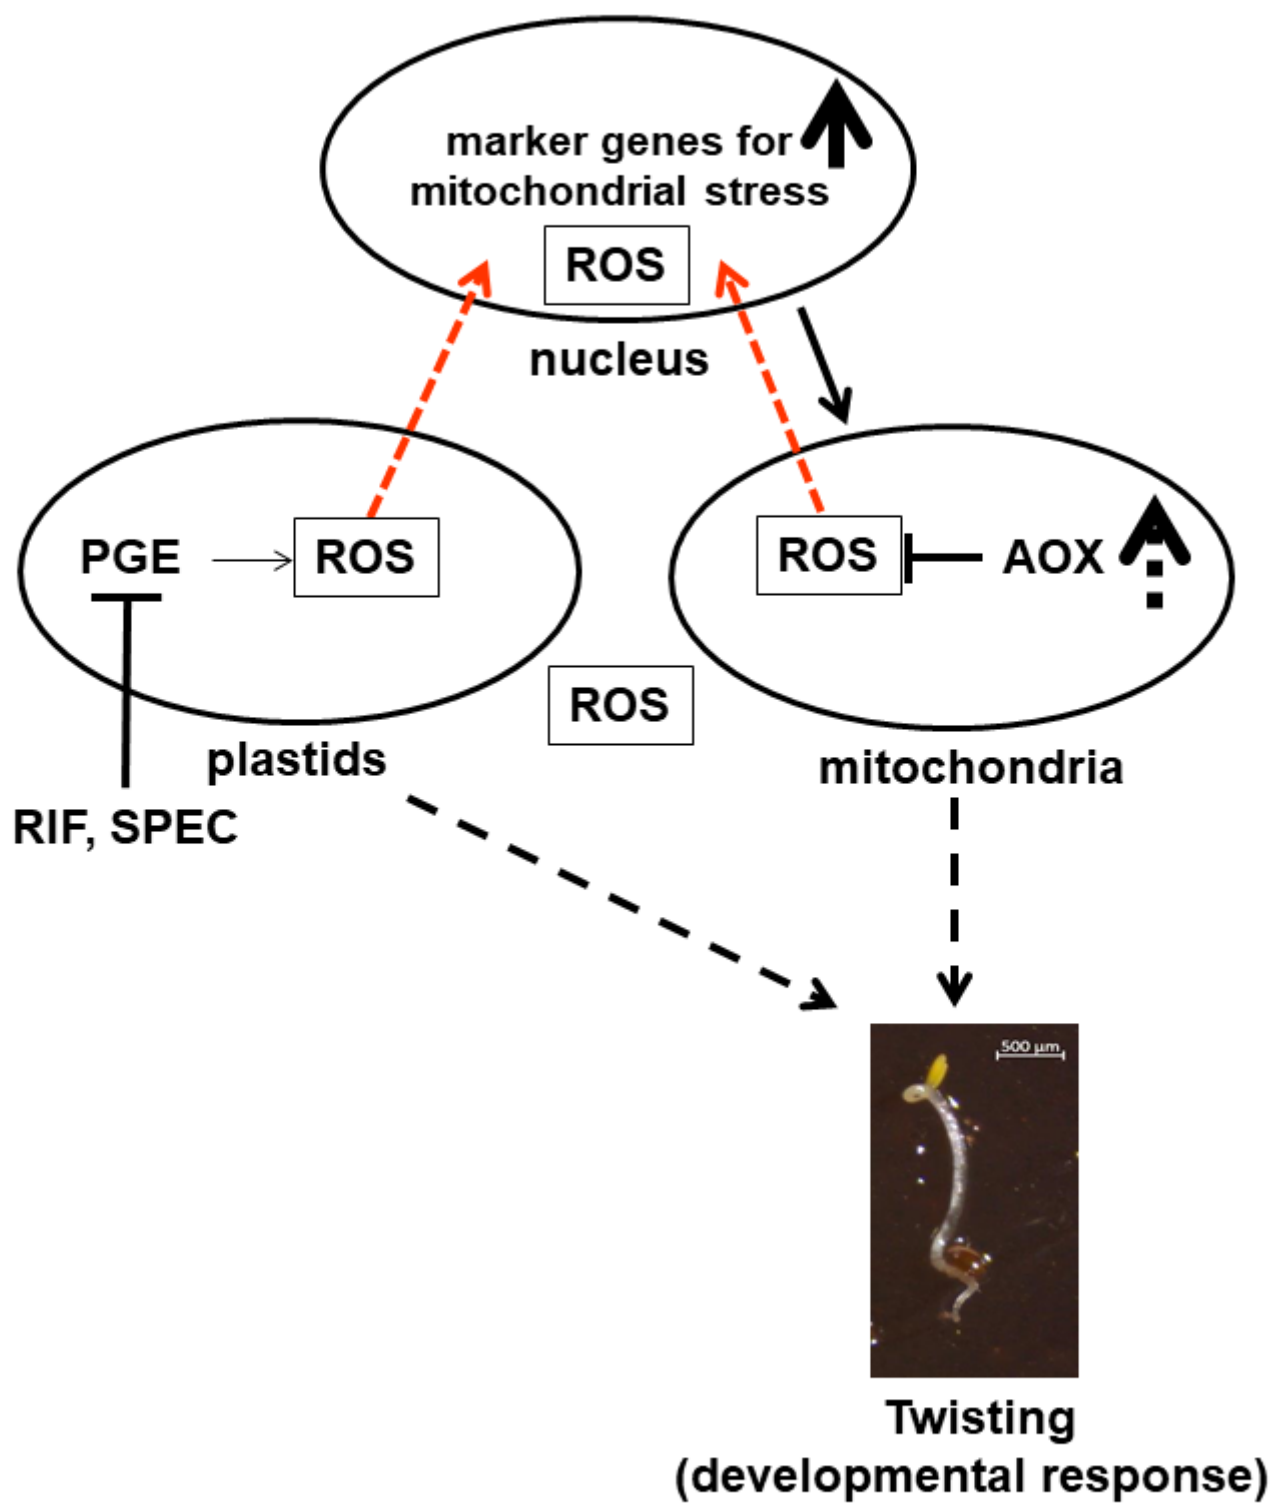 marker genes for
mitochondrial stress
ROS
nucleus
PGE
ROS
ROS
AOX
ROS
plastids
mitochondria
RIF, SPEC
500 µm
Twisting
(developmental response)